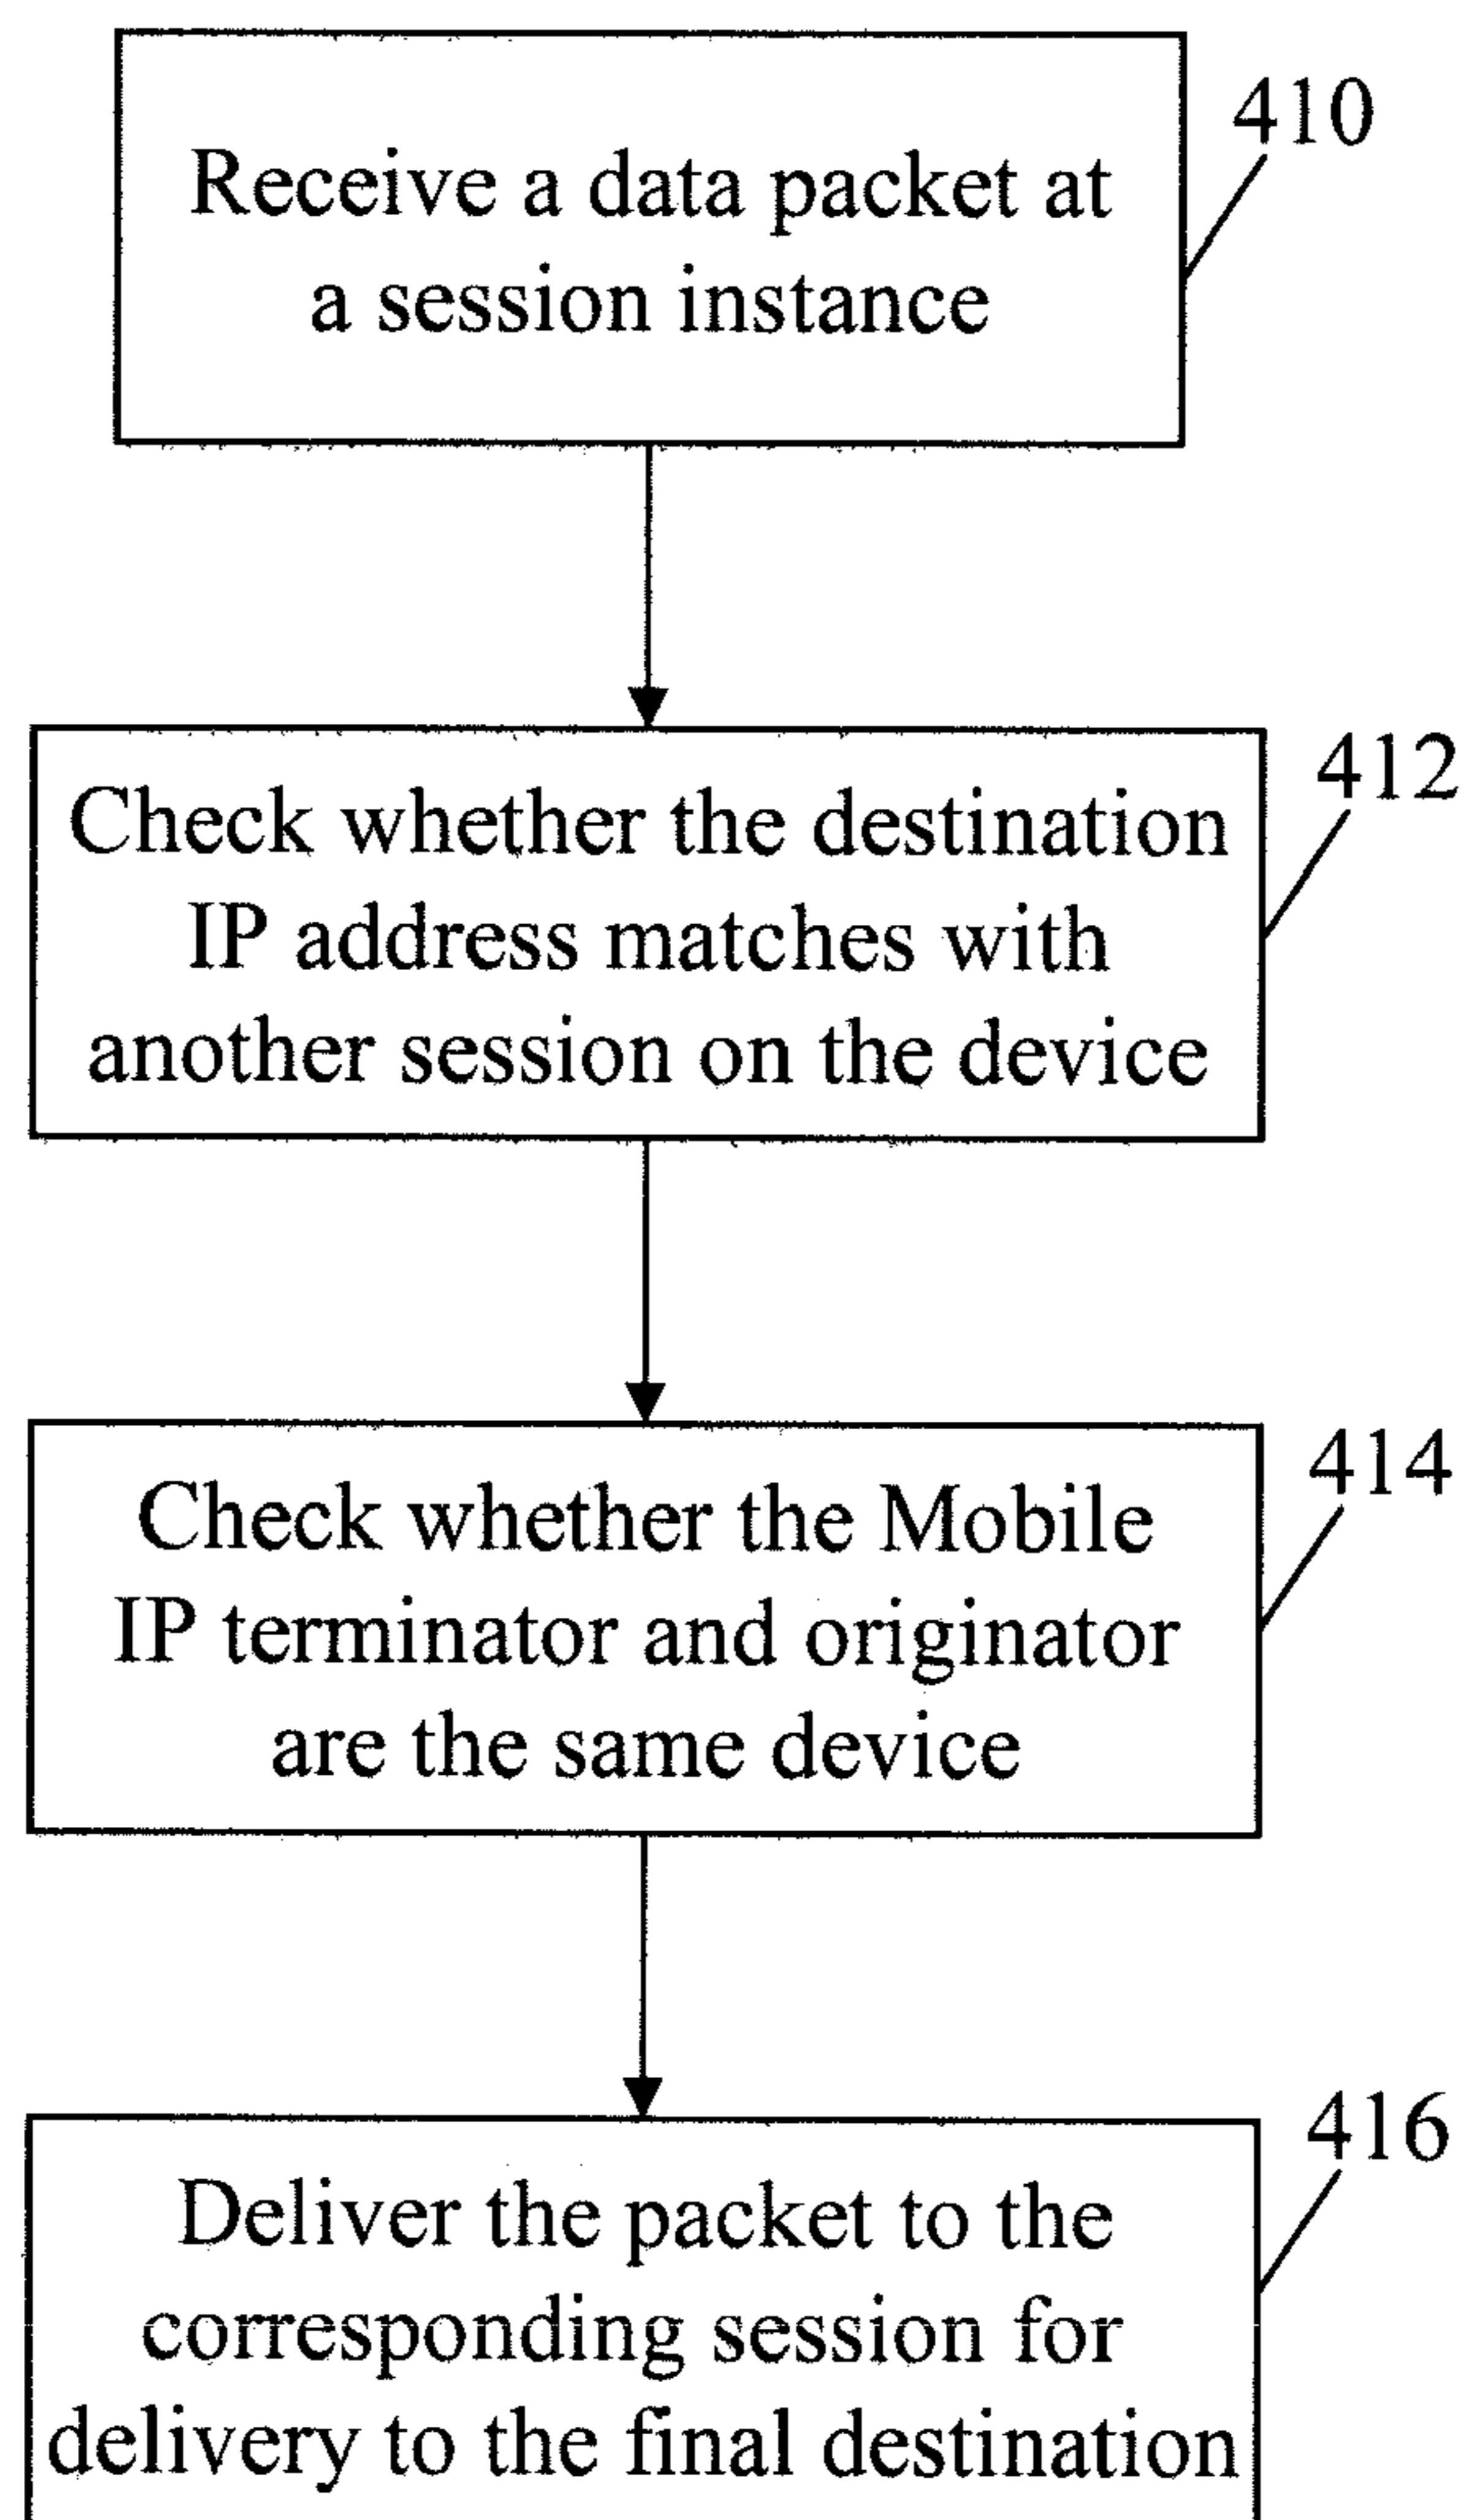 410
Receive a data packet at
a session instance
412
Check whether the destination
IP address matches with
another session on the device
414
Check whether the Mobile
IP terminator and originator
are the same device
416
Deliver the packet to the
corresponding session for
delivery to the final destination